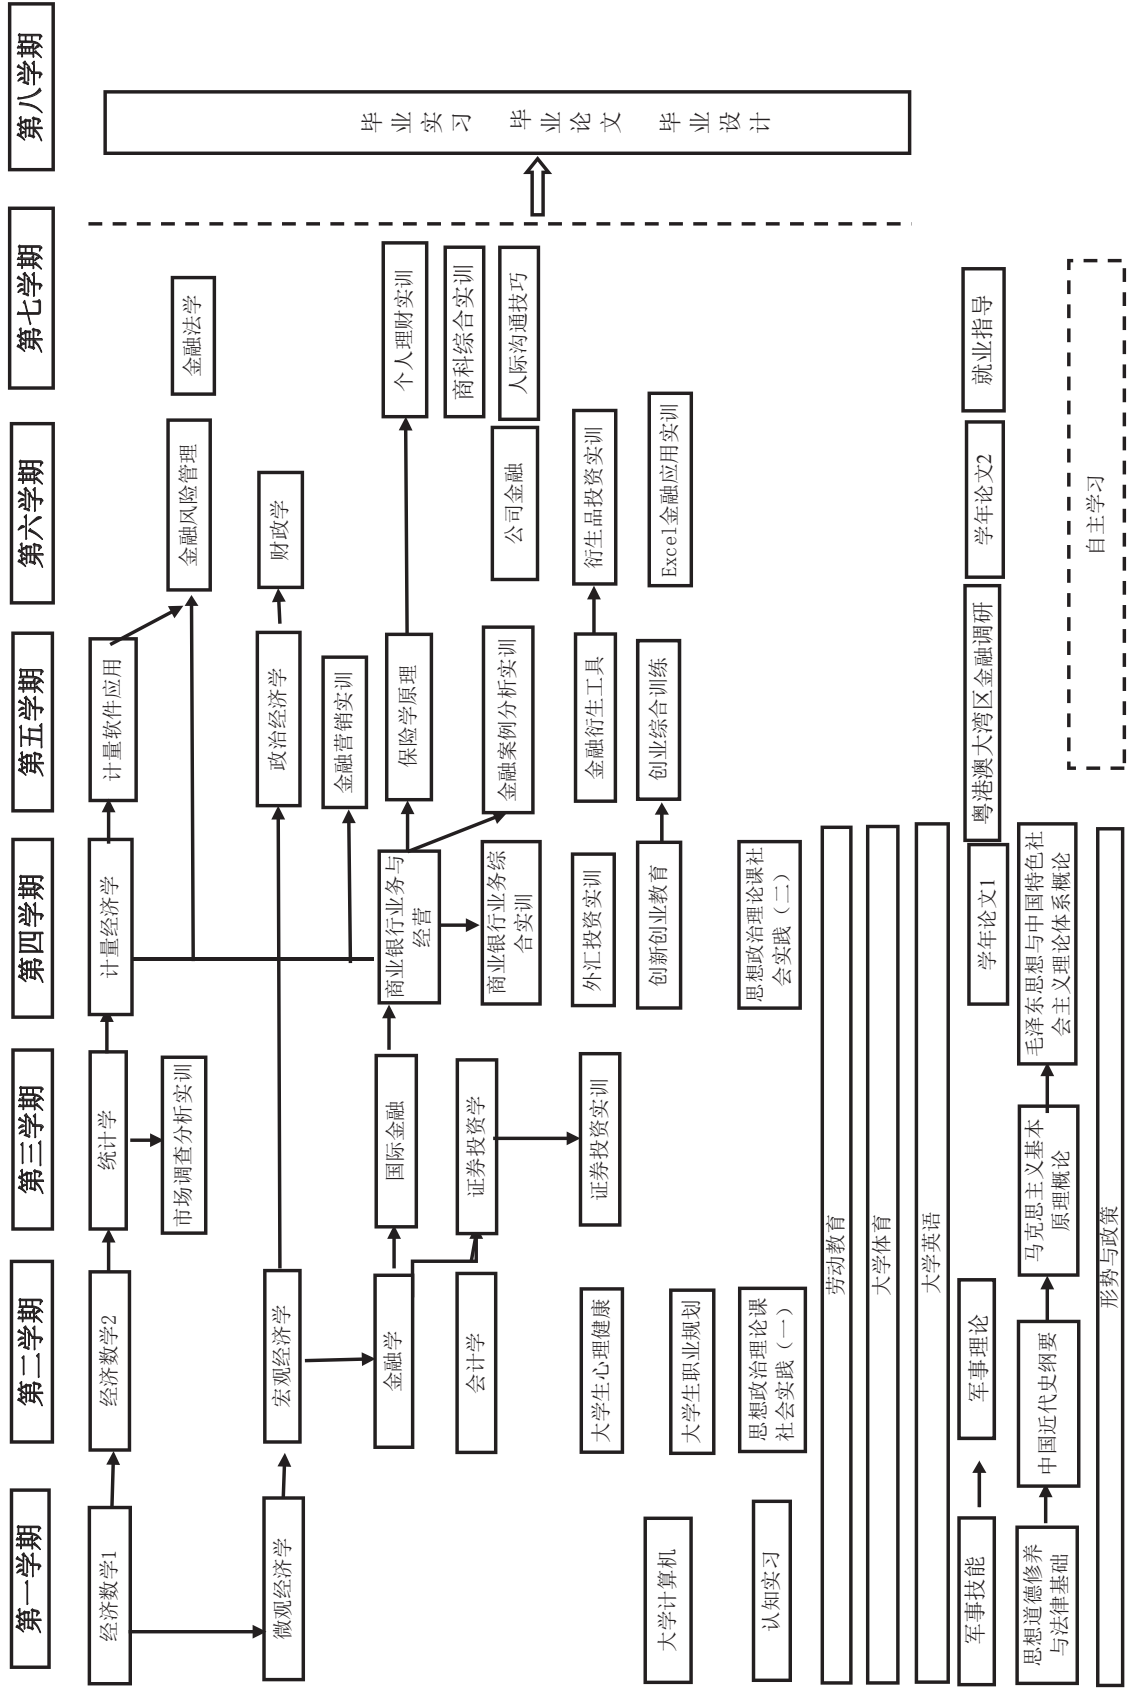 第一学期
第二学期
第三学期
第四学期
第五学期
第六学期
第七学期
第八学期
经济数学1
经济数学2
统计学
计量经济学
计量软件应用
金融风险管理
金融法学
市场调查分析实训
微观经济学
宏观经济学
政治经济学
财政学
金融营销实训
金融学
国际金融
商业银行业务与
经营
保险学原理
个人理财实训
商科综合实训
会计学
证券投资学
商业银行业务综
合实训
金融案例分析实训
公司金融
人际沟通技巧
大学生心理健康
证券投资实训
外汇投资实训
金融衍生工具
衍生品投资实训
大学计算机
大学生职业规划
创新创业教育
创业综合训练
Excel金融应用实训
认知实习
思想政治理论课
社会实践（一）
思想政治理论课社
会实践（二）
劳动教育
大学体育
大学英语
军事技能
军事理论
学年论文1
粤港澳大湾区金融调研
学年论文2
就业指导
思想道德修养
与法律基础
中国近代史纲要
马克思主义基本
原理概论
毛泽东思想与中国特色社
会主义理论体系概论
形势与政策
自主学习
毕业实习 毕业论文 毕业设计